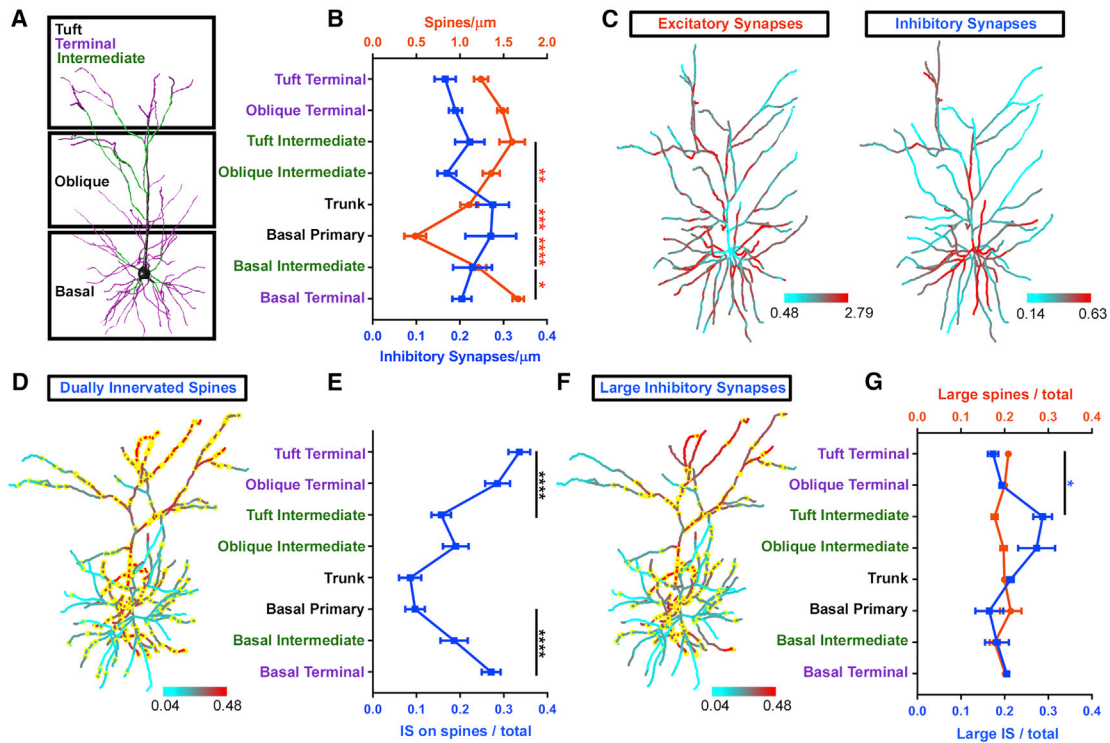 A
Tuft
Terminal
Intermediate
Oblique
Basal
B
Spines/μm
0.0 0.5 1.0 1.5 2.0
Tuft Terminal
Oblique Terminal
Tuft Intermediate
Oblique Intermediate
Trunk
Basal Primary
Basal Intermediate
Basal Terminal
**
***
****
*
0.0 0.1 0.2 0.3 0.4
Inhibitory Synapses/μm
C
Excitatory Synapses
Inhibitory Synapses
0.48 2.79
0.14 0.63
D
Dually Innervated Spines
0.04 0.48
E
Tuft Terminal
Oblique Terminal
Tuft Intermediate
Oblique Intermediate
Trunk
Basal Primary
Basal Intermediate
Basal Terminal
****
****
0.0 0.1 0.2 0.3 0.4
IS on spines / total
F
Large Inhibitory Synapses
0.04 0.48
G
Large spines / total
0.0 0.1 0.2 0.3 0.4
Tuft Terminal
Oblique Terminal
Tuft Intermediate
Oblique Intermediate
Trunk
Basal Primary
Basal Intermediate
Basal Terminal
*
0.0 0.1 0.2 0.3 0.4
Large IS / total